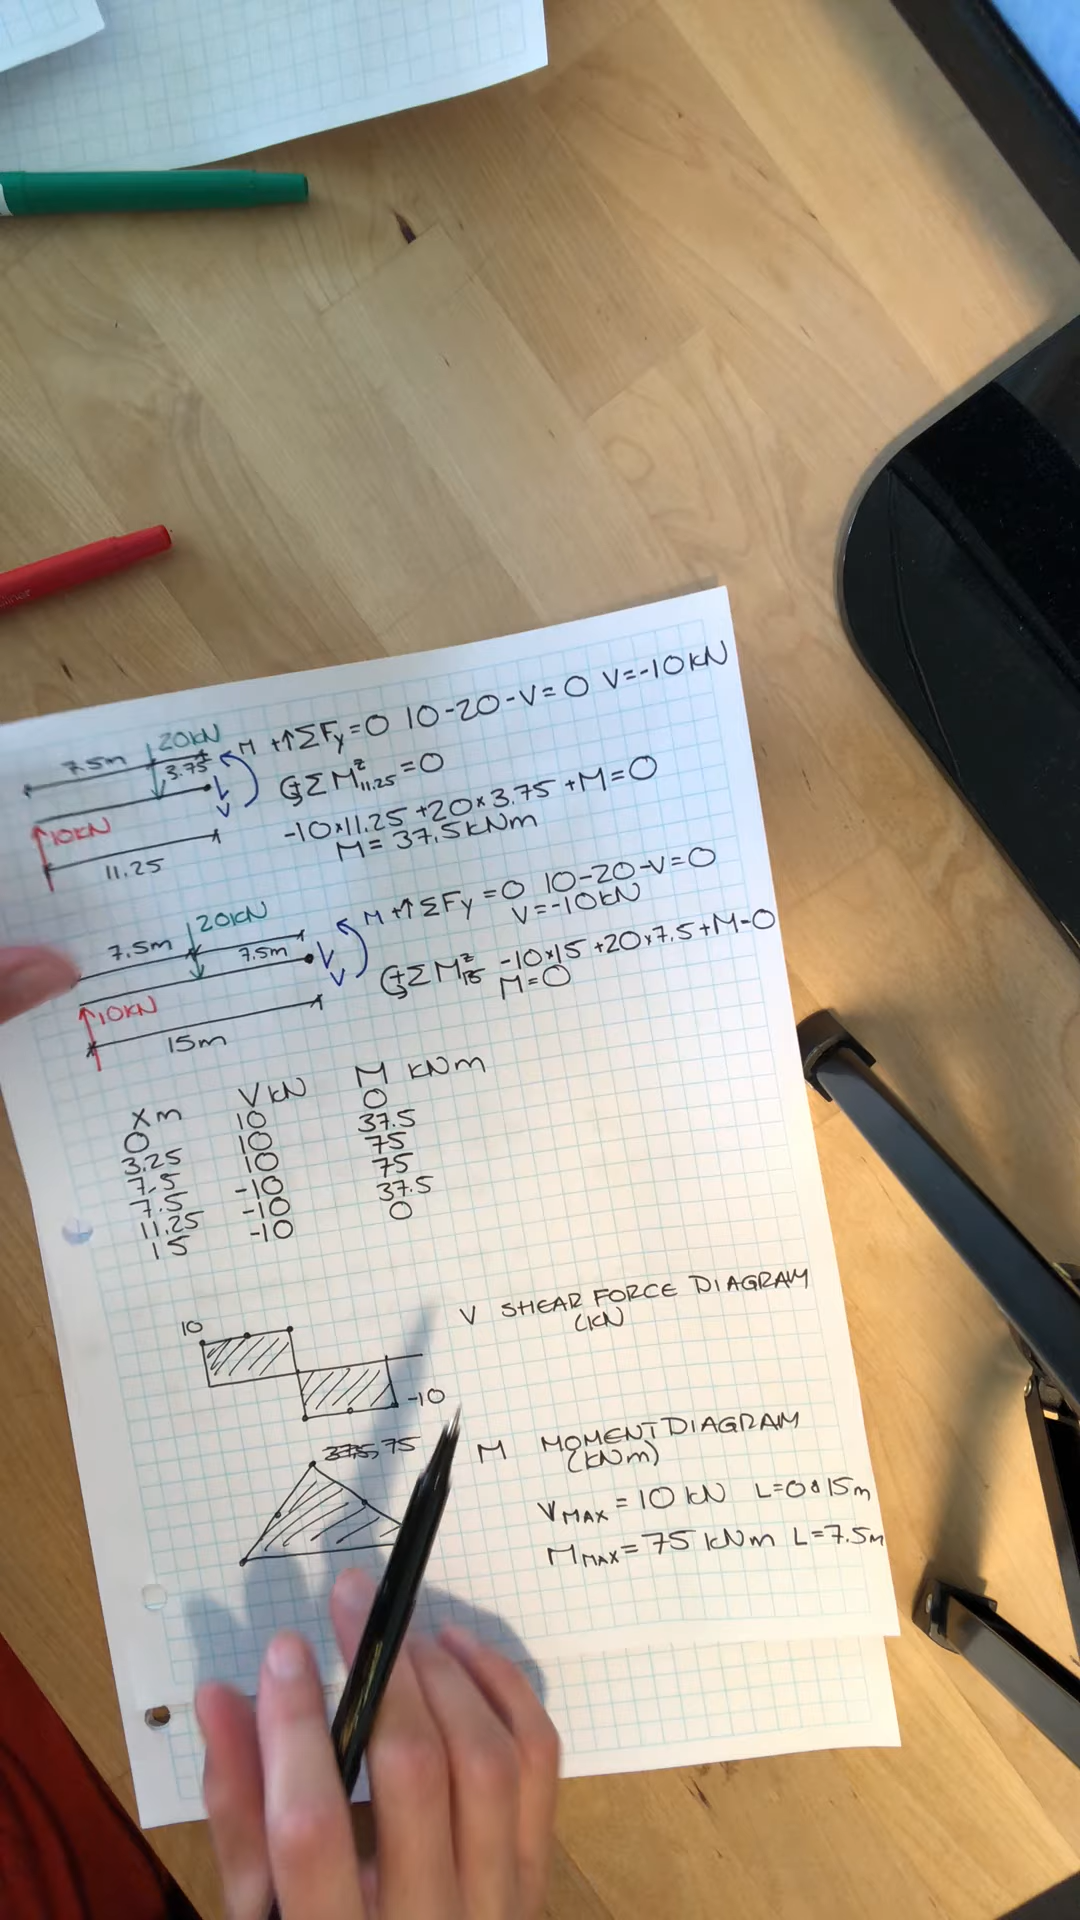 7.5m 20kN M +↑ΣFy=0 10-20-V=0 V=-10kN
3.75
V
ΣM^z_11.25=0
10kN
-10×11.25+20×3.75+M=0
11.25
M=37.5kNm
20kN M +↑ΣFy=0 10-20-V=0
7.5m 7.5m V V=-10kN
ΣM^z_15 -10×15+20×7.5+M=0
10kN M=0
15m
x m V kN M kNm
0 10 0
3.25 10 37.5
7.5 10 75
7.5 -10 75
11.25 -10 37.5
15 -10 0
V SHEAR FORCE DIAGRAM
(kN
10
-10
M MOMENT DIAGRAM
(kNm)
75
VMAX=10 kN L=0 & 15m
MMAX=75 kNm L=7.5m